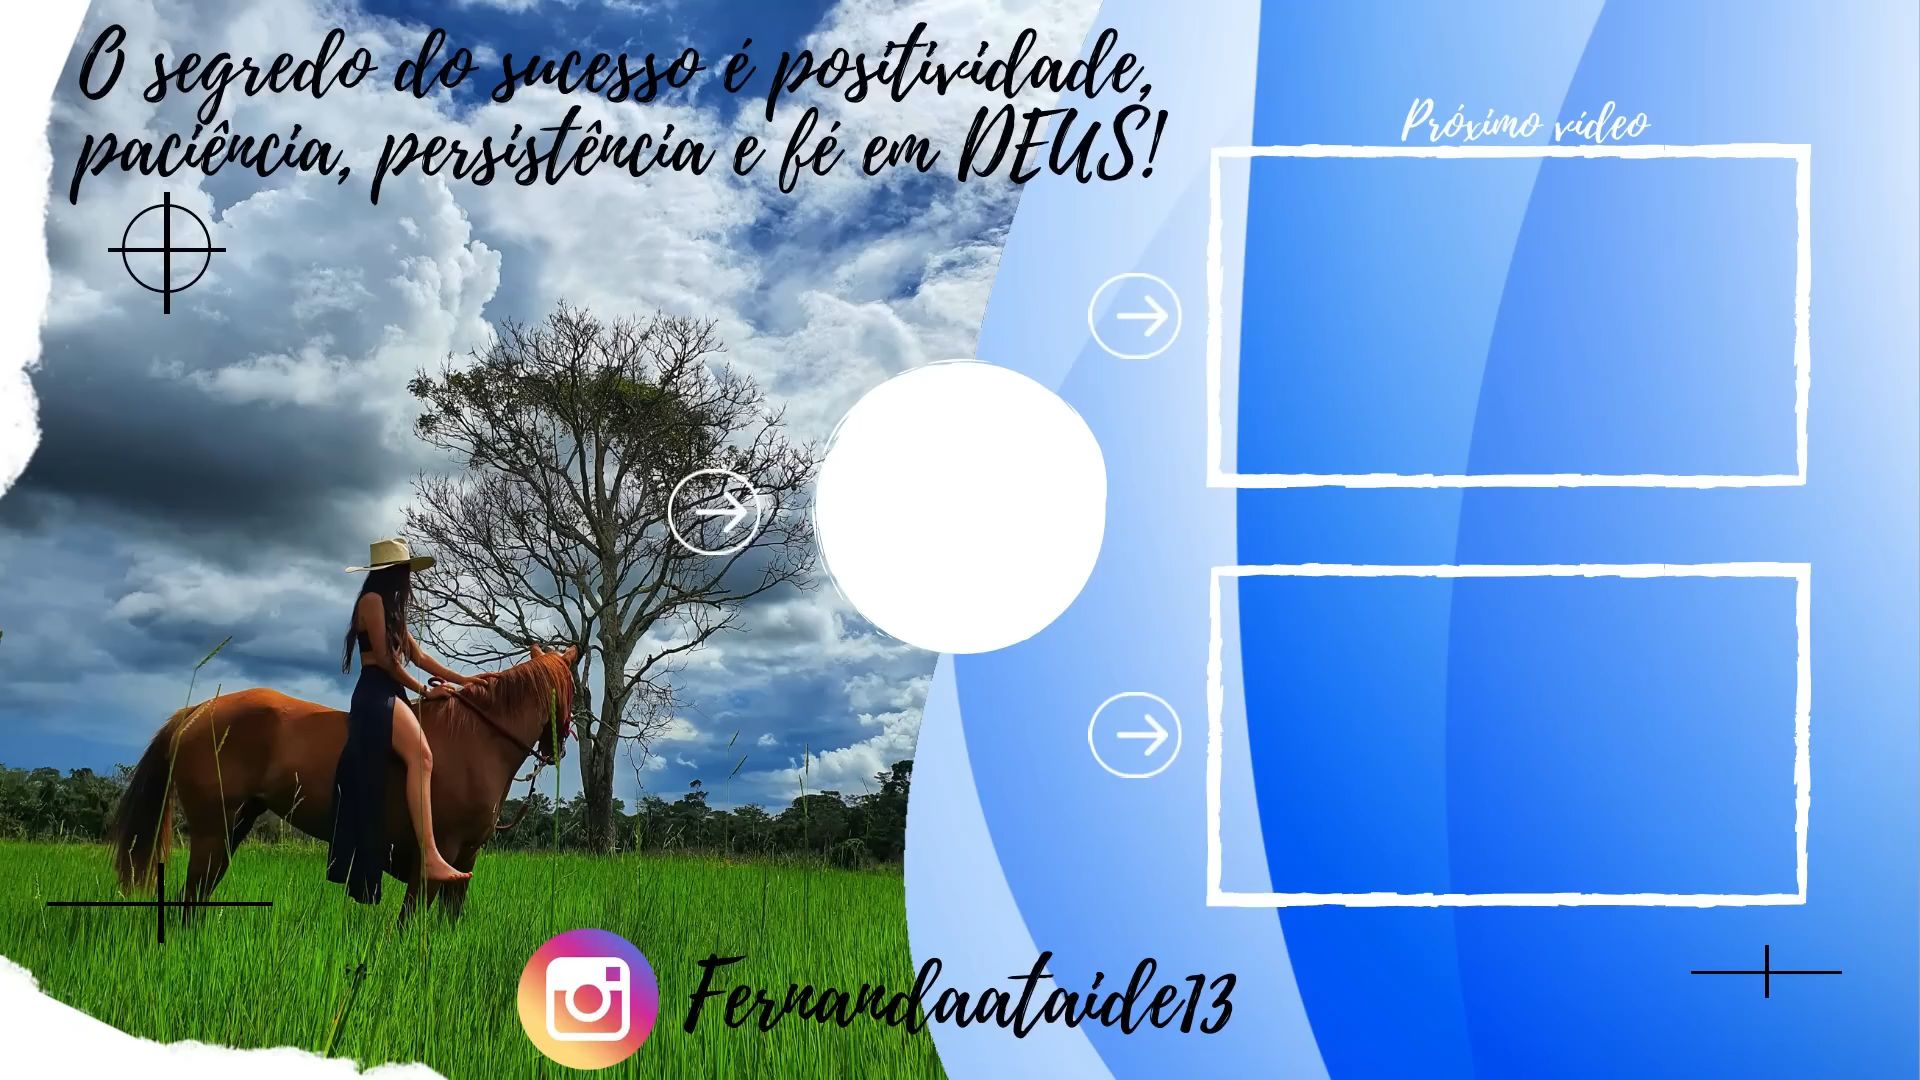 O segredo do sucesso é positividade,
paciência, persistência e fé em DEUS!
Próximo vídeo
Fernandaataide13